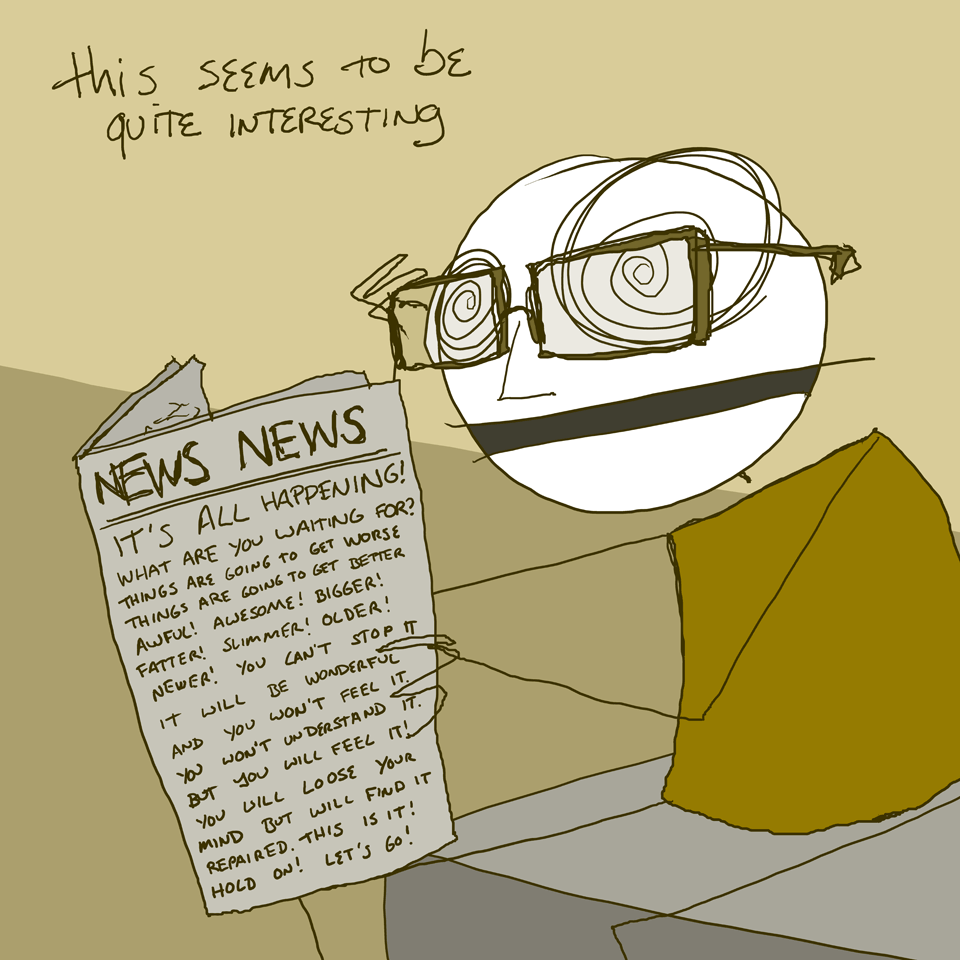 this SEEMS TO bE
QUITE INTERESTING
NEWS NEWS
IT'S ALL HAPPENING!
WHAT ARE YOU WAITING FOR?
THINGS ARE GOING TO GET WORSE
THINGS ARE GOING TO GET BETTER
AWFUL! AWESOME! BIGGER!
FATTER! SLIMMER! OLDER!
NEWER! YOU CAN'T STOP IT
IT WILL BE WONDERFUL
AND YOU WON'T FEEL IT.
YOU WON'T UNDERSTAND IT.
BUT YOU WILL FEEL IT!
YOU WILL LOOSE YOUR
MIND BUT WILL FIND IT
REPAIRED. THIS IS IT!
HOLD ON! LET'S GO!